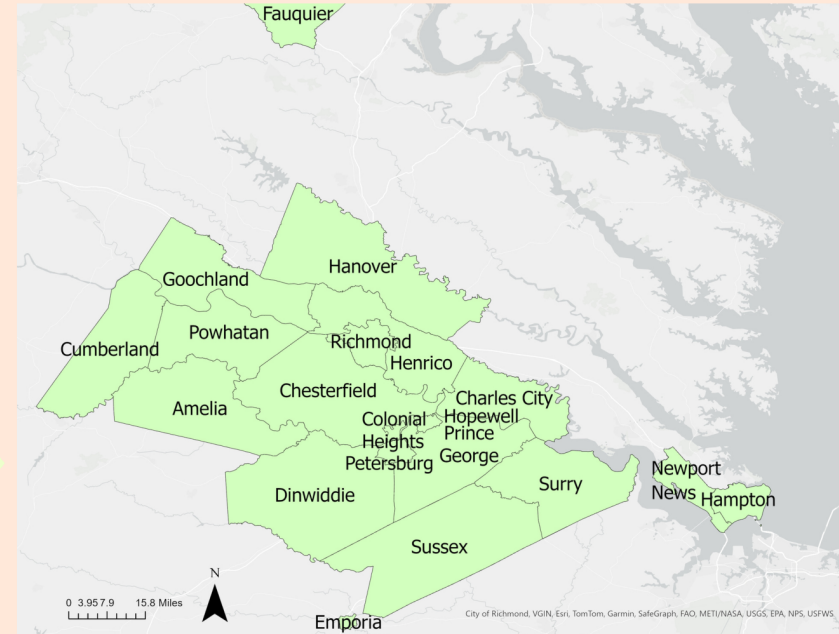 Fauquier
Hanover
Goochland
Powhatan
Richmond
Cumberland
Henrico
Chesterfield
Charles City
Amelia
Colonial
Heights
Hopewell
Prince
George
Petersburg
Newport
News
Hampton
Surry
Dinwiddie
Sussex
N
0 3.957.9 15.8 Miles
Emporia
City of Richmond, VGIN, Esri, TomTom, Garmin, SafeGraph, FAO, METI/NASA, USGS, EPA, NPS, USFWS